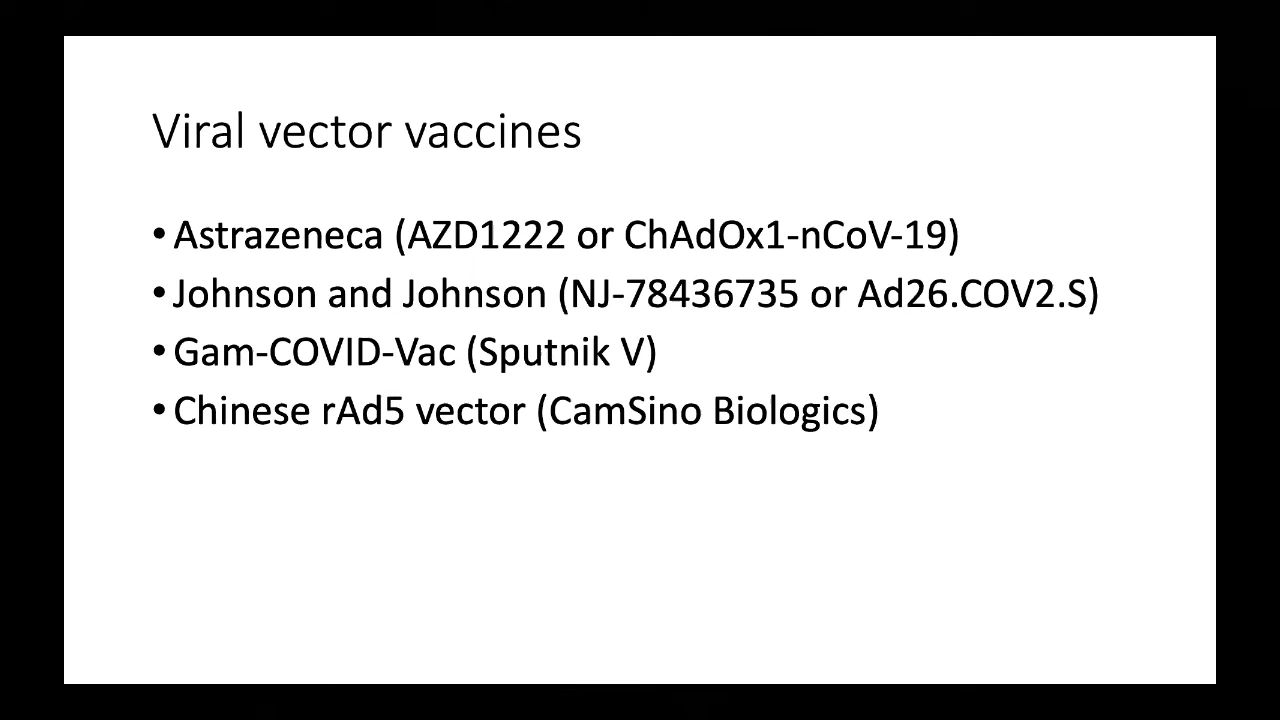 Viral vector vaccines
• Astrazeneca (AZD1222 or ChAdOx1-nCoV-19)
• Johnson and Johnson (NJ-78436735 or Ad26.COV2.S)
• Gam-COVID-Vac (Sputnik V)
• Chinese rAd5 vector (CamSino Biologics)